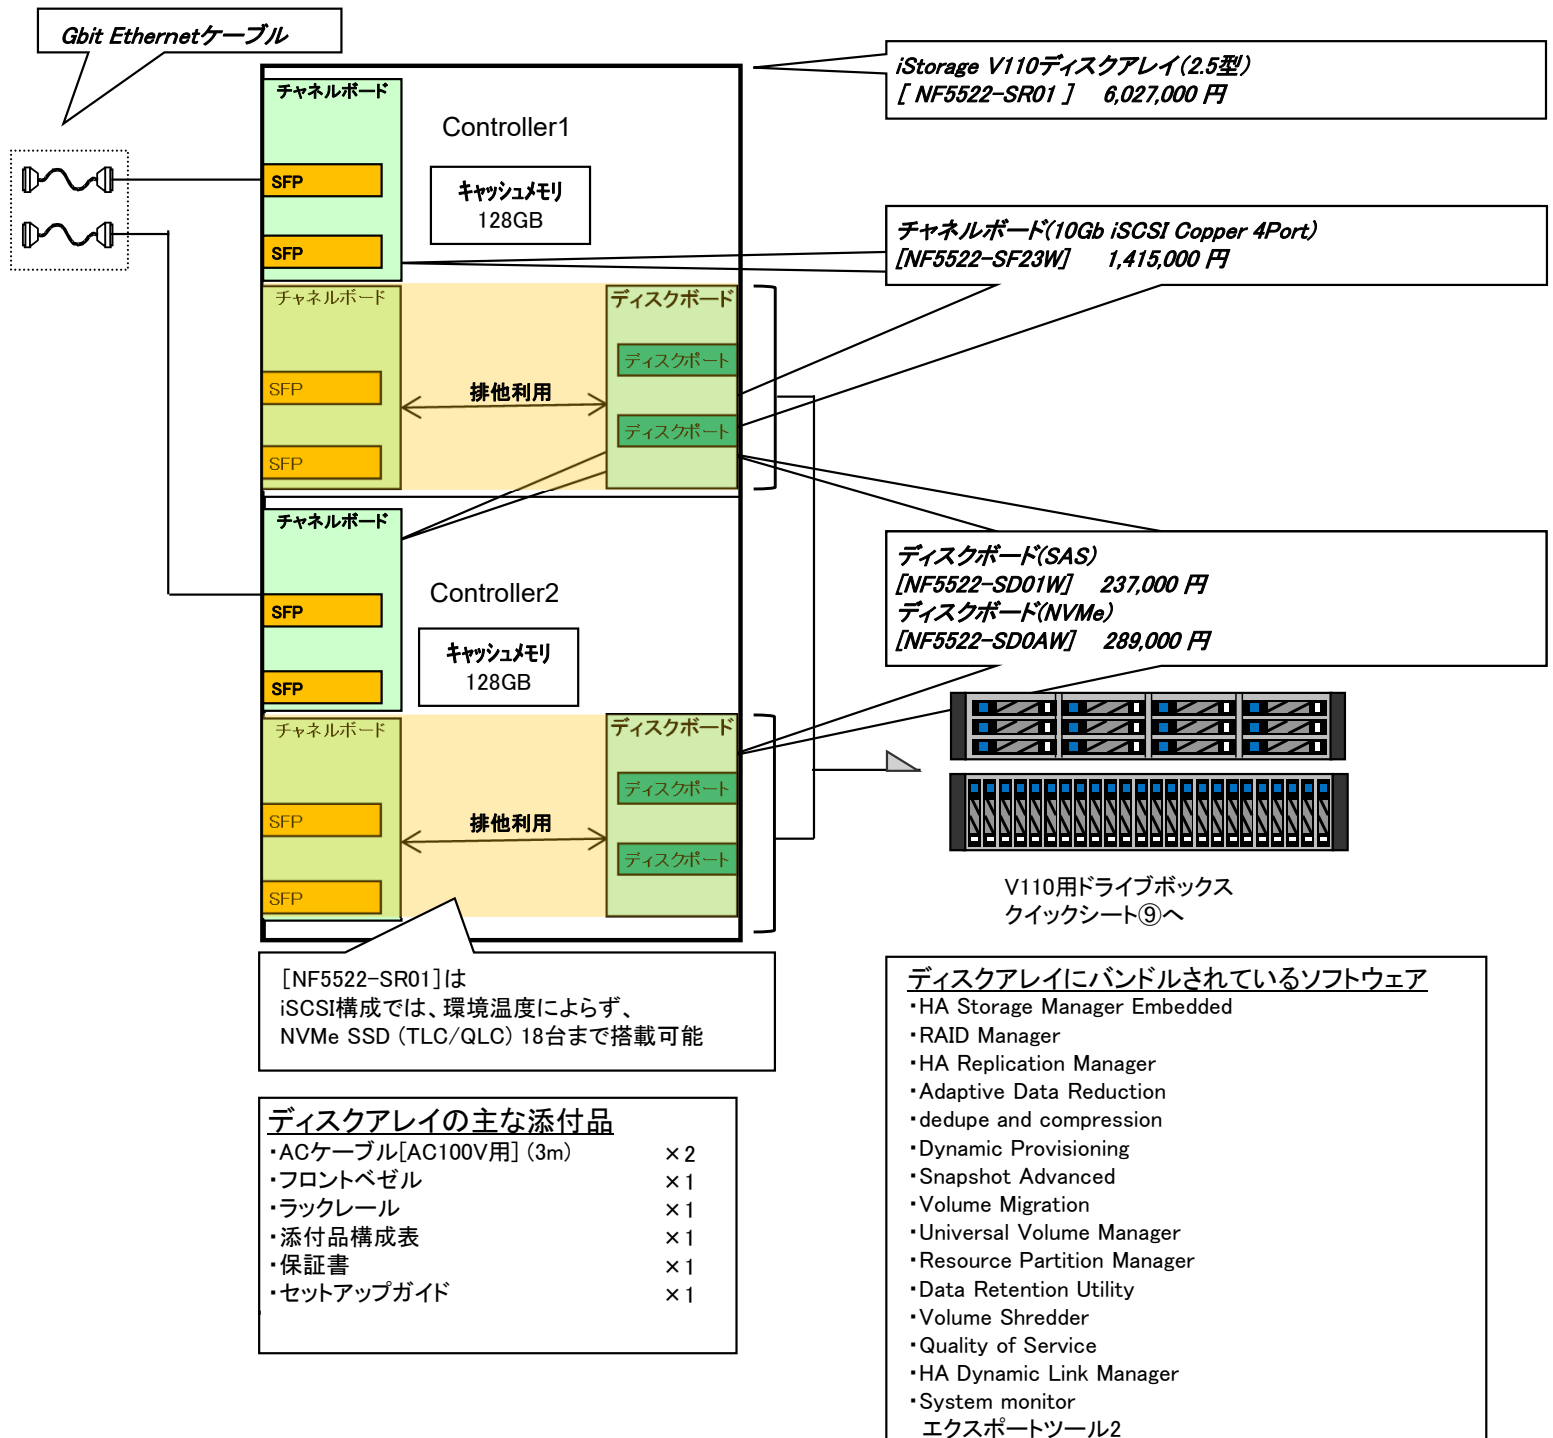 Gbit Ethernetケーブル
チャネルボード
Controller1
SFP
キャッシュメモリ
128GB
SFP
チャネルボード
ディスクボード
ディスクポート
SFP
排他利用
ディスクポート
SFP
チャネルボード
Controller2
SFP
キャッシュメモリ
128GB
SFP
チャネルボード
ディスクボード
ディスクポート
SFP
排他利用
ディスクポート
SFP
iStorage V110ディスクアレイ(2.5型)
[ NF5522-SR01 ] 6,027,000 円
チャネルボード(10Gb iSCSI Copper 4Port)
[NF5522-SF23W] 1,415,000 円
ディスクボード(SAS)
[NF5522-SD01W] 237,000 円
ディスクボード(NVMe)
[NF5522-SD0AW] 289,000 円
V110用ドライブボックス
クイックシート⑨へ
[NF5522-SR01]は
iSCSI構成では、環境温度によらず、
NVMe SSD (TLC/QLC) 18台まで搭載可能
ディスクアレイの主な添付品
・ACケーブル[AC100V用] (3m) ×2
・フロントベゼル ×1
・ラックレール ×1
・添付品構成表 ×1
・保証書 ×1
・セットアップガイド ×1
ディスクアレイにバンドルされているソフトウェア
・HA Storage Manager Embedded
・RAID Manager
・HA Replication Manager
・Adaptive Data Reduction
・dedupe and compression
・Dynamic Provisioning
・Snapshot Advanced
・Volume Migration
・Universal Volume Manager
・Resource Partition Manager
・Data Retention Utility
・Volume Shredder
・Quality of Service
・HA Dynamic Link Manager
・System monitor
エクスポートツール2